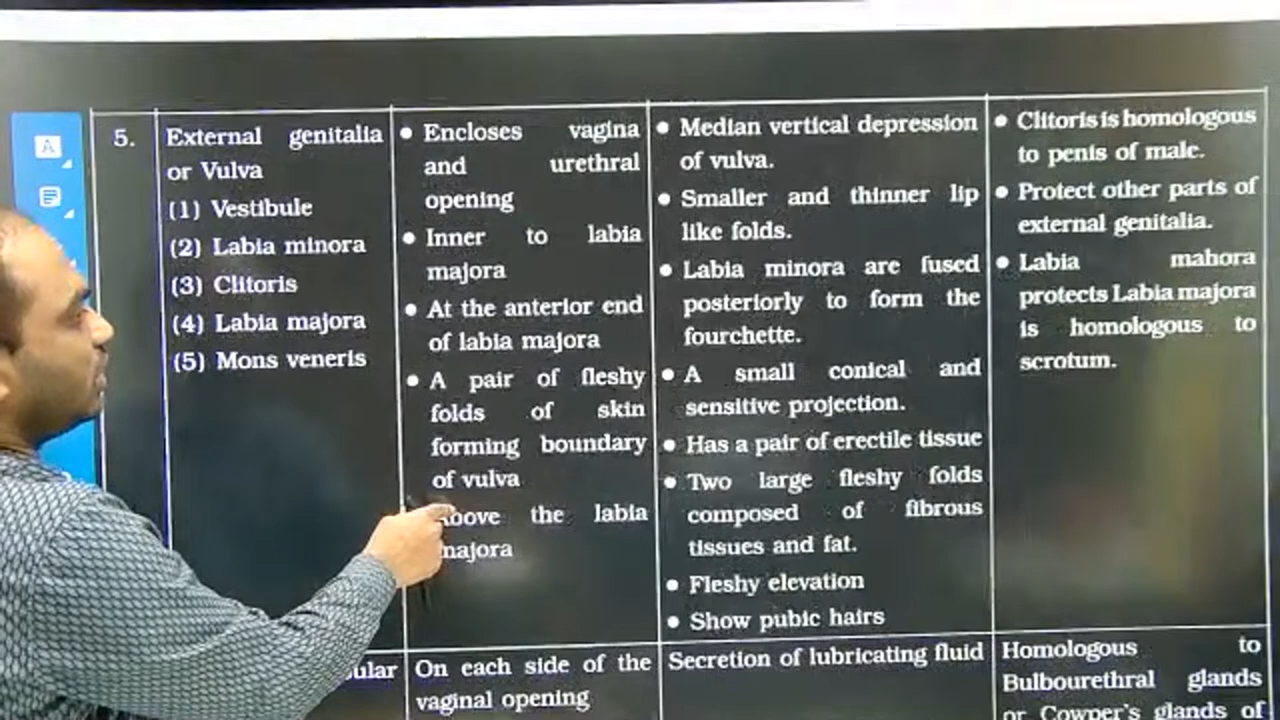 A
5.
External genitalia
or Vulva
(1) Vestibule
(2) Labia minora
(3) Clitoris
(4) Labia majora
(5) Mons veneris
• Encloses vagina
and urethral
opening
• Inner to labia
majora
• At the anterior end
of labia majora
• A pair of fleshy
folds of skin
forming boundary
of vulva
Above the labia
majora
• Median vertical depression
of vulva.
• Smaller and thinner lip
like folds.
• Labia minora are fused
posteriorly to form the
fourchette.
• A small conical and
sensitive projection.
• Has a pair of erectile tissue
• Two large fleshy folds
composed of fibrous
tissues and fat.
• Fleshy elevation
• Show pubic hairs
• Clitoris is homologous
to penis of male.
• Protect other parts of
external genitalia.
• Labia mahora
protects Labia majora
is homologous to
scrotum.
On each side of the
vaginal opening
Secretion of lubricating fluid
Homologous to
Bulbourethral glands
or Cowper's glands of